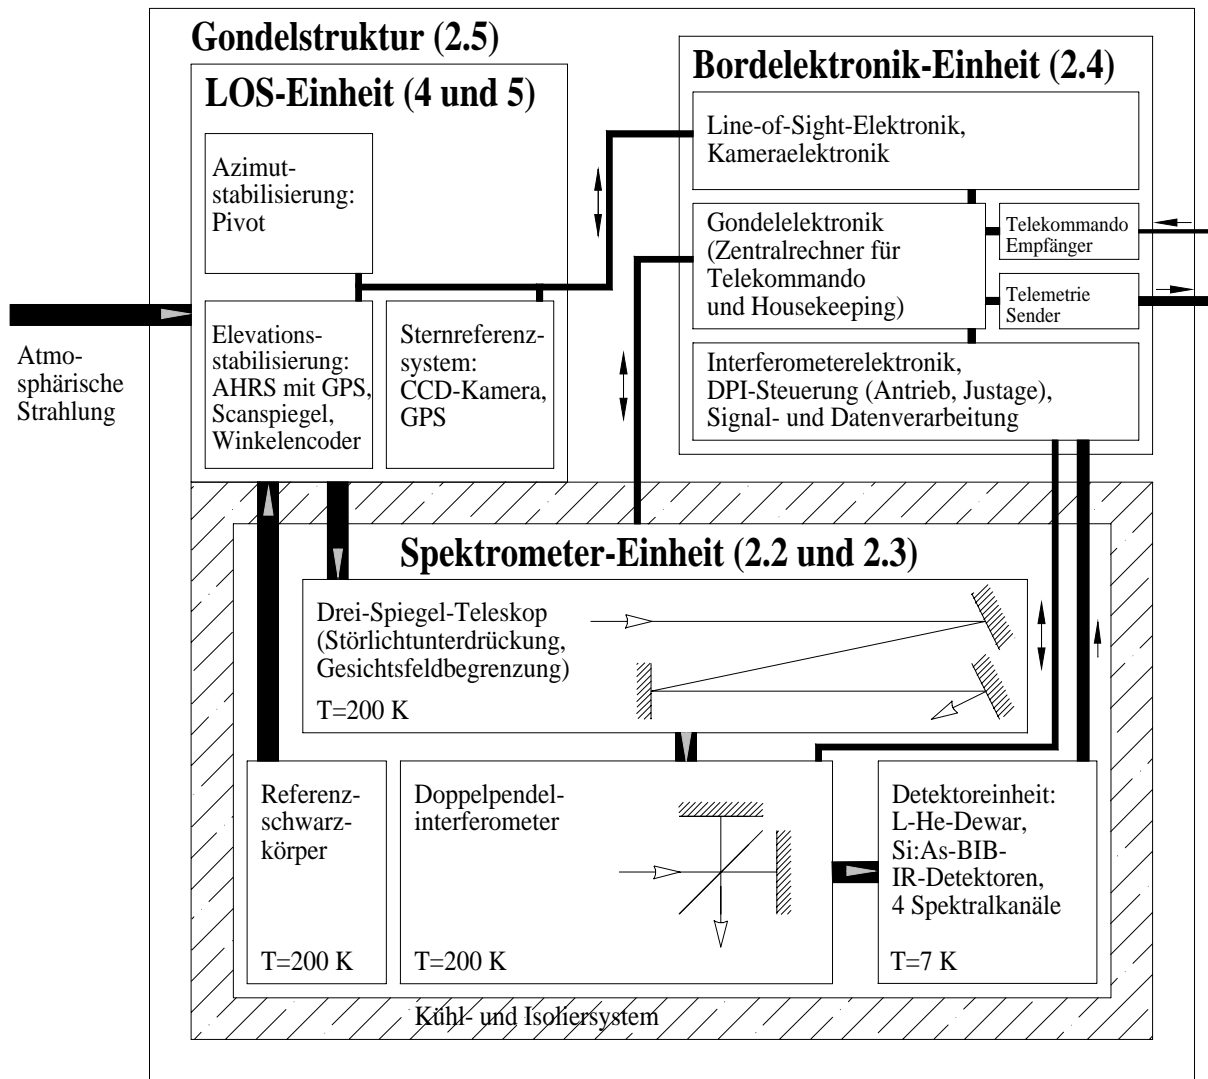 Gondelstruktur (2.5)
LOS-Einheit (4 und 5)
Azimut-
stabilisierung:
Pivot
Elevations-
stabilisierung:
AHRS mit GPS,
Scanspiegel,
Winkelencoder
Sternreferenz-
system:
CCD-Kamera,
GPS
Atmo-
sphärische
Strahlung
Bordelektronik-Einheit (2.4)
Line-of-Sight-Elektronik,
Kameraelektronik
Gondelelektronik
(Zentralrechner für
Telekommando
und Housekeeping)
Telekommando
Empfänger
Telemetrie
Sender
Interferometerelektronik,
DPI-Steuerung (Antrieb, Justage),
Signal- und Datenverarbeitung
Spektrometer-Einheit (2.2 und 2.3)
Drei-Spiegel-Teleskop
(Störlichtunterdrückung,
Gesichtsfeldbegrenzung)
T=200 K
Referenz-
schwarz-
körper
T=200 K
Doppelpendel-
interferometer
T=200 K
Detektoreinheit:
L-He-Dewar,
Si:As-BIB-
IR-Detektoren,
4 Spektralkanäle
T=7 K
Kühl- und Isoliersystem